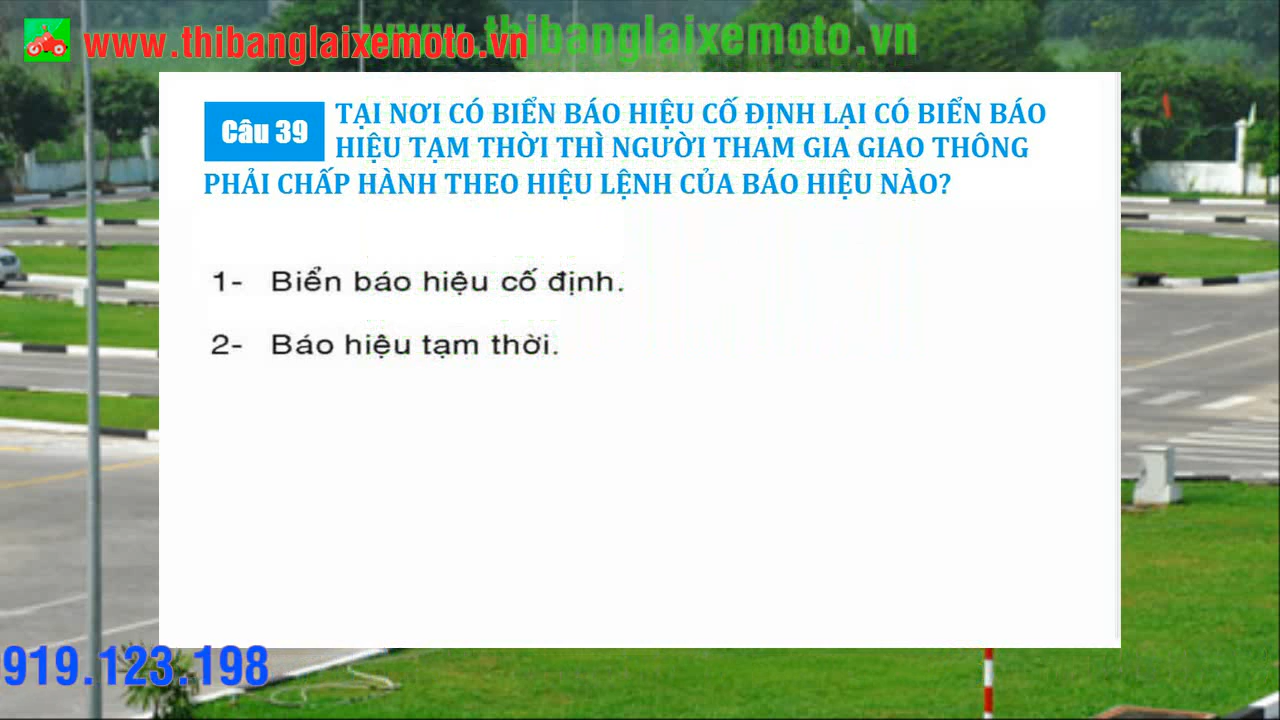 www.thibanglaixemoto.vn
www.thibanglaixemoto.vn
Câu 39
TẠI NƠI CÓ BIỂN BÁO HIỆU CỐ ĐỊNH LẠI CÓ BIỂN BÁO
HIỆU TẠM THỜI THÌ NGƯỜI THAM GIA GIAO THÔNG
PHẢI CHẤP HÀNH THEO HIỆU LỆNH CỦA BÁO HIỆU NÀO?
1- Biển báo hiệu cố định.
2- Báo hiệu tạm thời.
919.123.198